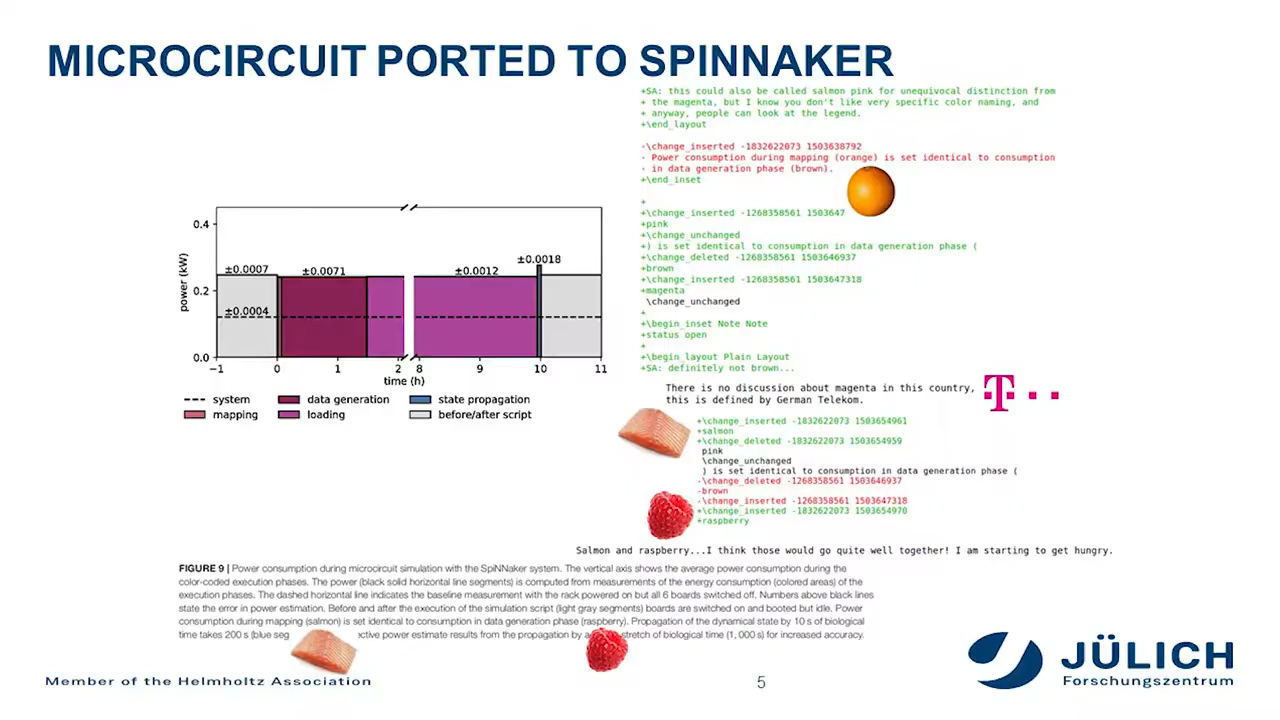 MICROCIRCUIT PORTED TO SPINNAKER
+SA: this could also be called salmon pink for unequivocal distinction from
+ the magenta, but I know you don't like very specific color naming, and
+ anyway, people can look at the legend.
+\end_layout
-\change_inserted -1832622073 1503638792
- Power consumption during mapping (orange) is set identical to consumption
- in data generation phase (brown).
+\end_inset
+
+\change_inserted -1268358561 1503647
+pink
+\change_unchanged
+) is set identical to consumption in data generation phase (
+\change_deleted -1268358561 1503646937
+brown
+\change_inserted -1268358561 1503647318
+magenta
\change_unchanged
+
+\begin_inset Note Note
+status open
+
+\begin_layout Plain Layout
+SA: definitely not brown...
There is no discussion about magenta in this country,
this is defined by German Telekom.
T
+\change_inserted -1832622073 1503654961
+salmon
+\change_deleted -1832622073 1503654959
pink
\change_unchanged
) is set identical to consumption in data generation phase (
-\change_deleted -1268358561 1503646937
-brown
-\change_inserted -1268358561 1503647318
+\change_inserted -1832622073 1503654970
+raspberry
Salmon and raspberry...I think those would go quite well together! I am starting to get hungry.
power (kW)
0.4
0.2
0.0
±0.0007
±0.0004
±0.0071
±0.0012
±0.0018
−1 0 1 2 8 9 10 11
time (h)
system data generation state propagation
mapping loading before/after script
FIGURE 9 | Power consumption during microcircuit simulation with the SpiNNaker system. The vertical axis shows the average power consumption during the
color-coded execution phases. The power (black solid horizontal line segments) is computed from measurements of the energy consumption (colored areas) of the
execution phases. The dashed horizontal line indicates the baseline measurement with the rack powered on but all 6 boards switched off. Numbers above black lines
state the error in power estimation. Before and after the execution of the simulation script (light gray segments) boards are switched on and booted but idle. Power
consumption during mapping (salmon) is set identical to consumption in data generation phase (raspberry). Propagation of the dynamical state by 10 s of biological
time takes 200 s (blue seg ctive power estimate results from the propagation by a stretch of biological time (1, 000 s) for increased accuracy.
Member of the Helmholtz Association
5
JÜLICH
Forschungszentrum